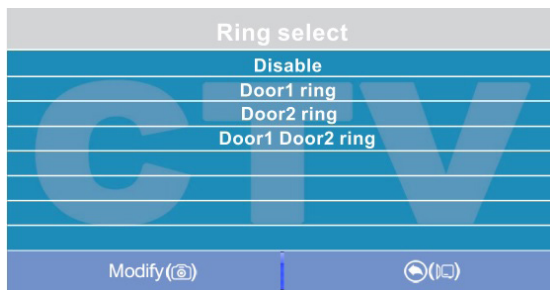 Ring select
Disable
Door1 ring
Door2 ring
Door1 Door2 ring
CTV
Modify()
()